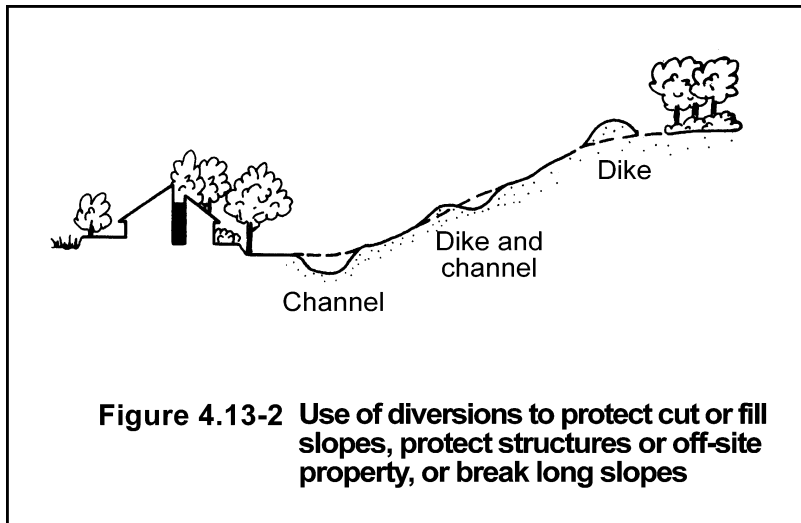 Dike
Dike and
channel
Channel
Figure 4.13-2 Use of diversions to protect cut or fill
slopes, protect structures or off-site
property, or break long slopes